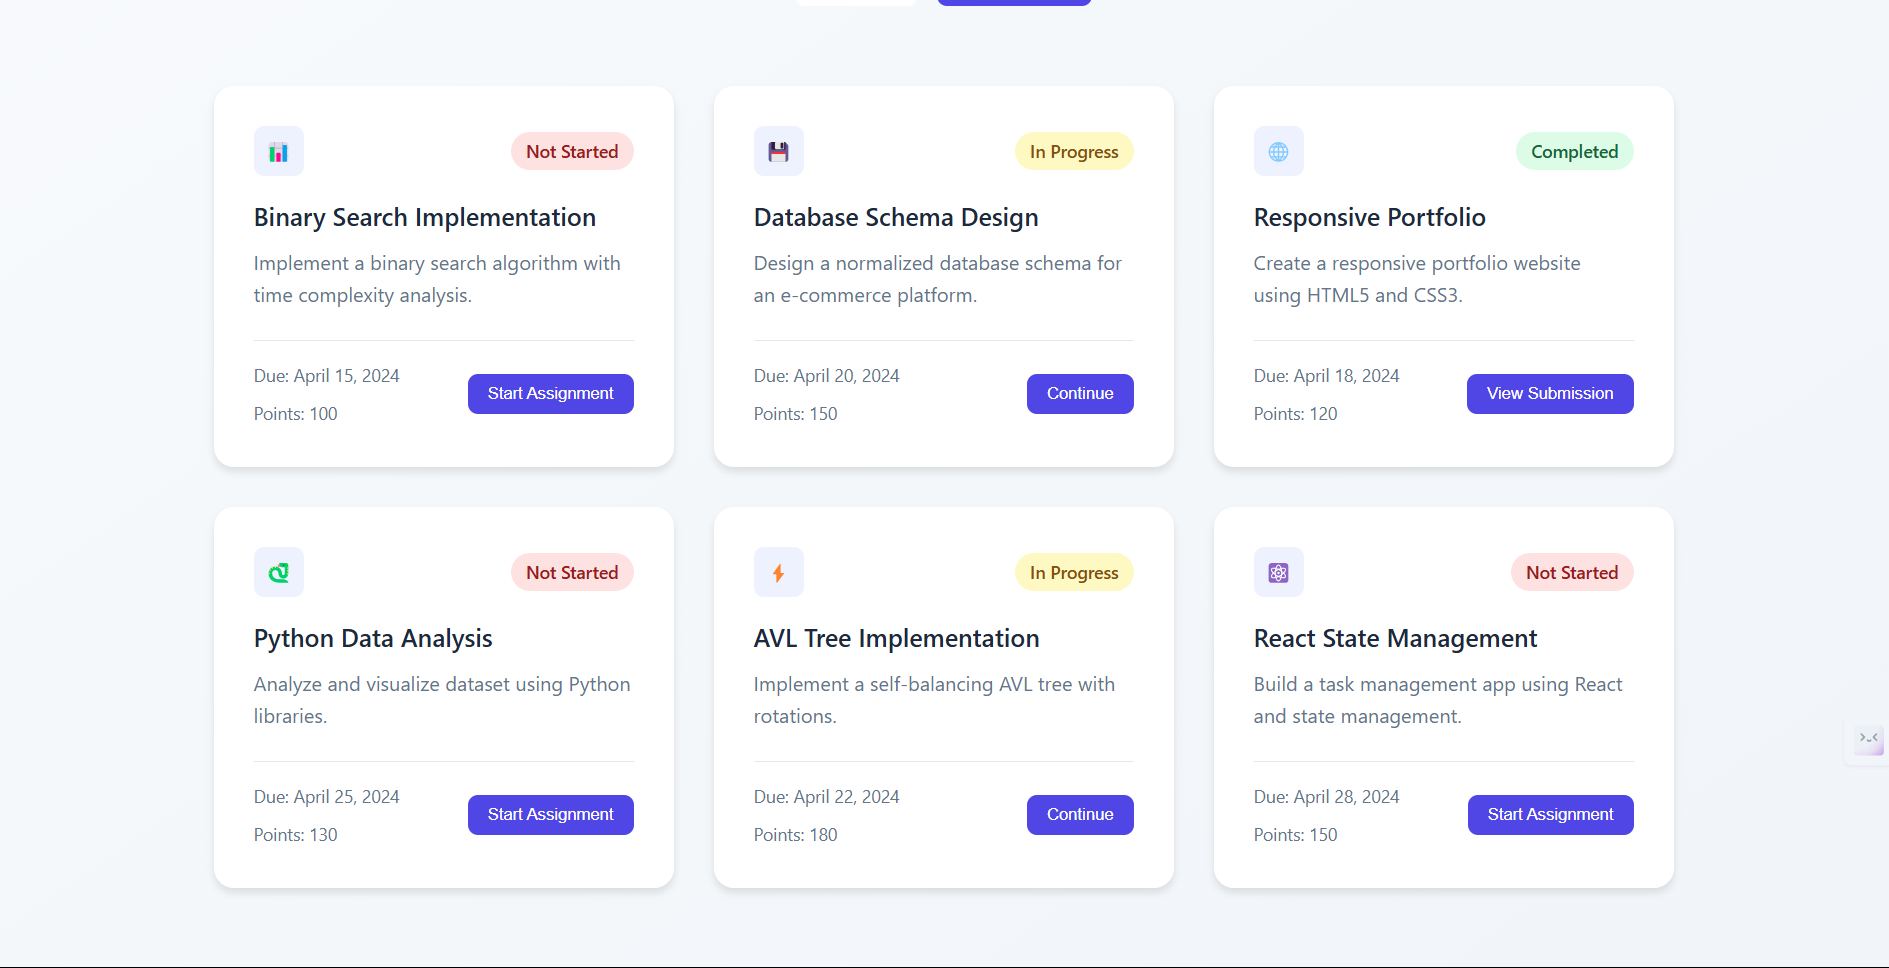 Not Started
Binary Search Implementation
Implement a binary search algorithm with
time complexity analysis.
Due: April 15, 2024
Points: 100
Start Assignment
In Progress
Database Schema Design
Design a normalized database schema for
an e-commerce platform.
Due: April 20, 2024
Points: 150
Continue
Completed
Responsive Portfolio
Create a responsive portfolio website
using HTML5 and CSS3.
Due: April 18, 2024
Points: 120
View Submission
Not Started
Python Data Analysis
Analyze and visualize dataset using Python
libraries.
Due: April 25, 2024
Points: 130
Start Assignment
In Progress
AVL Tree Implementation
Implement a self-balancing AVL tree with
rotations.
Due: April 22, 2024
Points: 180
Continue
Not Started
React State Management
Build a task management app using React
and state management.
Due: April 28, 2024
Points: 150
Start Assignment